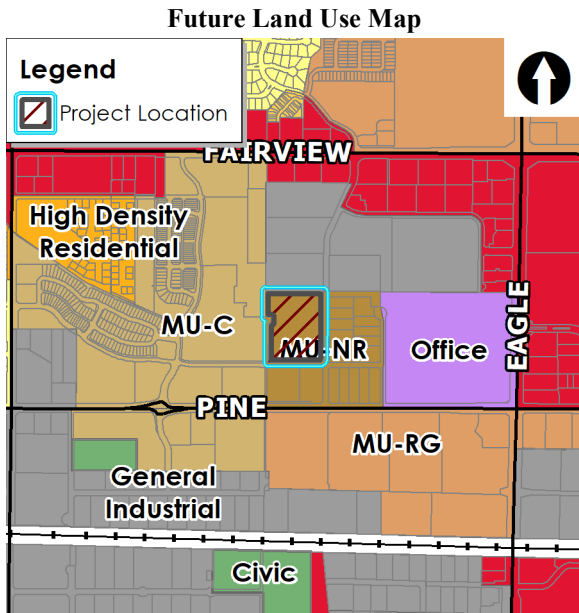 Future Land Use Map
Legend
Project Location
FAIRVIEW
High Density
Residential
MU-C
MU-NR
Office
EAGLE
PINE
MU-RG
General
Industrial
Civic